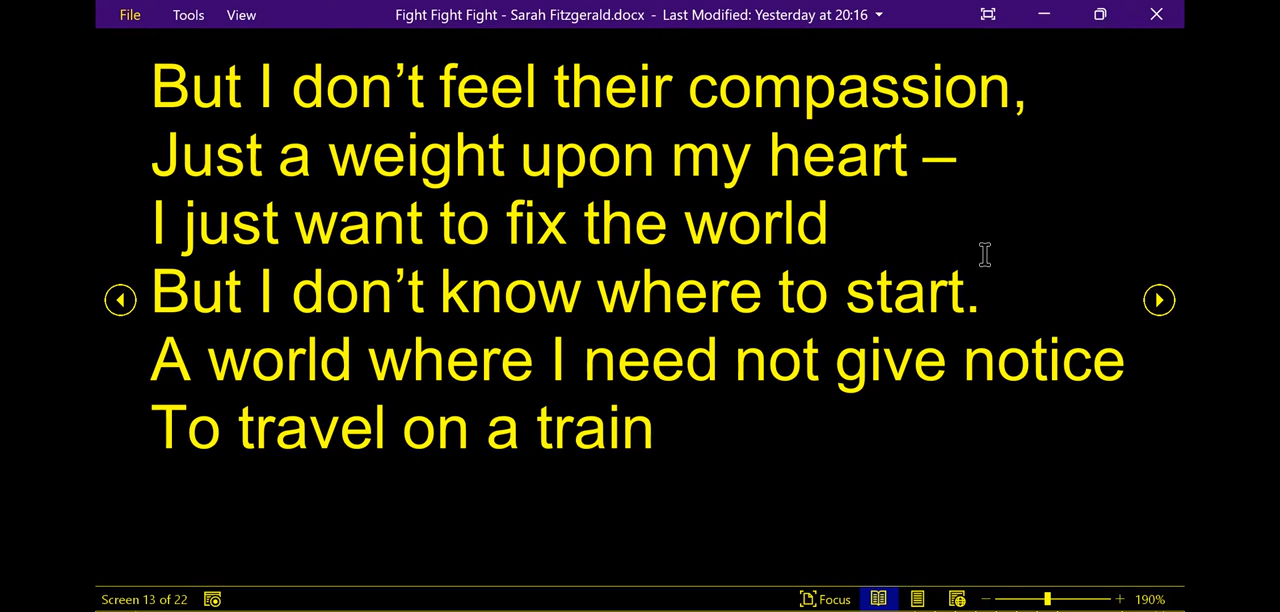 File Tools View Fight Fight Fight - Sarah Fitzgerald.docx - Last Modified: Yesterday at 20:16
But I don’t feel their compassion,
Just a weight upon my heart –
I just want to fix the world
But I don’t know where to start.
A world where I need not give notice
To travel on a train
Screen 13 of 22 Focus 190%